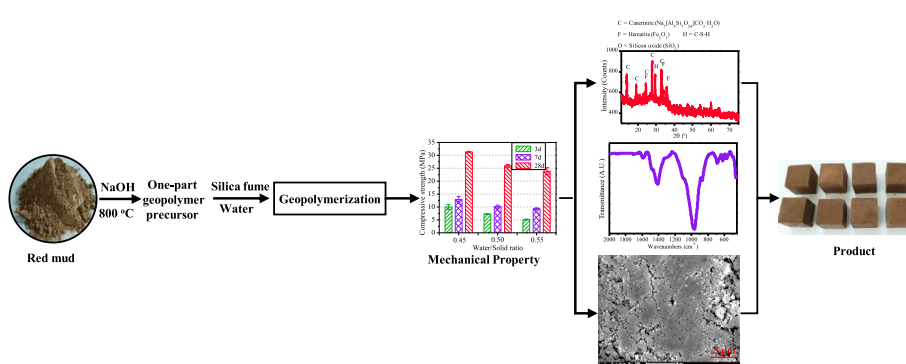 Red mud
NaOH
800 °C
One-part
geopolymer
precursor
Silica fume
Water
Geopolymerization
Compressive strength (MPa)
35
30
25
20
15
10
5
0
3d
7d
28d
0.45
0.50
0.55
Water/Solid ratio
Mechanical Property
C = Cancrinite (Na8[Al6Si6O24]CO3·H2O)
F = Hematite (Fe2O3) H = C-S-H
O = Silicon oxide (SiO2)
Intensity (Counts)
1000
800
600
400
C
C
C
F
C
H
C
F
F
20
30
40
50
60
70
2θ (°)
Transmittance (A.U.)
2000
1800
1600
1400
1200
1000
800
600
Wavenumbers (cm-1)
Product